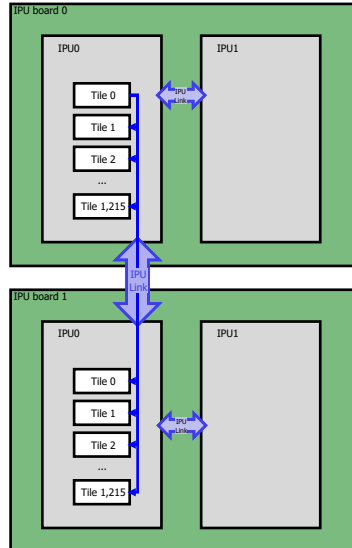 IPU board 0
IPU0
IPU1
Tile 0
Tile 1
Tile 2
...
Tile 1,215
IPU
Link
IPU
Link
IPU board 1
IPU0
IPU1
Tile 0
Tile 1
Tile 2
...
Tile 1,215
IPU
Link